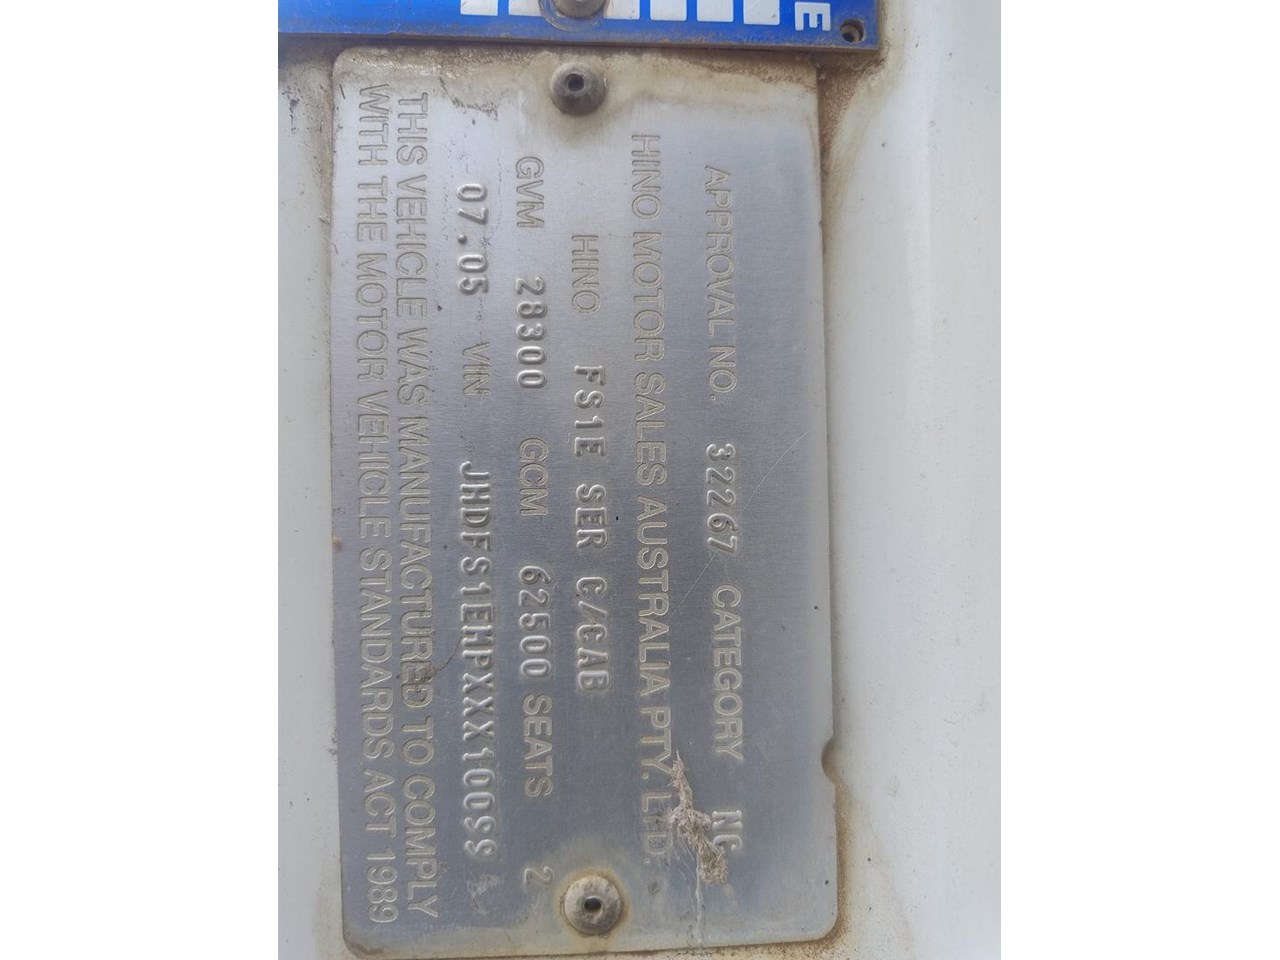 E
APPROVAL NO. 32267 CATEGORY NC
HINO MOTOR SALES AUSTRALIA PTY. LTD.
HINO FS1E SER C/CAB
GVM 28300 GCM 62500 SEATS 2
07.05 VIN JHDFS1EHPXXX10099
THIS VEHICLE WAS MANUFACTURED TO COMPLY
WITH THE MOTOR VEHICLE STANDARDS ACT 1989